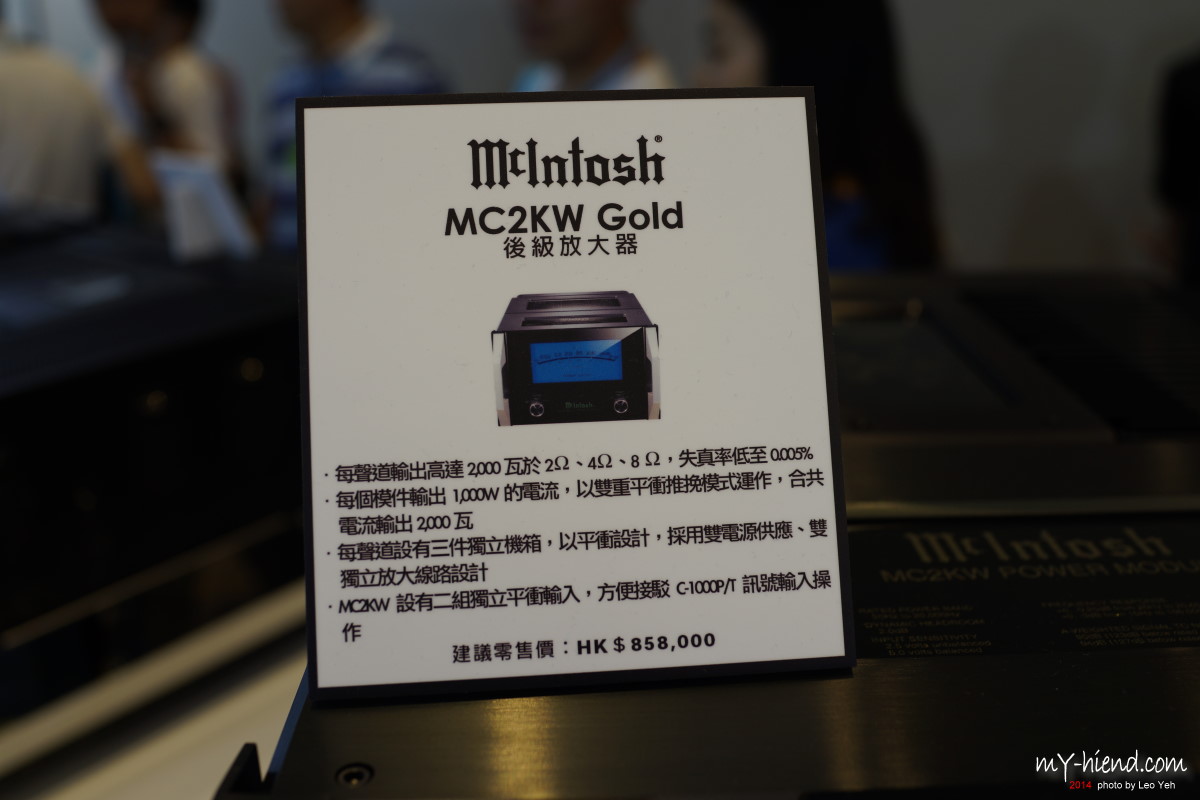 McIntosh®
MC2KW Gold
後級放大器
McIntosh
· 每聲道輸出高達 2,000 瓦於 2Ω、4Ω、8 Ω，失真率低至 0.005%
· 每個模件輸出 1,000W 的電流，以雙重平衡推挽模式運作，合共
電流輸出 2,000 瓦
· 每聲道設有三件獨立機箱，以平衡設計，採用雙電源供應、雙
獨立放大線路設計
· MC2KW 設有二組獨立平衡輸入，方便接駁 C-1000P/T 訊號輸入操
作
建議零售價：HK＄858,000
McIntosh
MC2KW POWER MODU
my-hiend.com
2014 photo by Leo Yeh